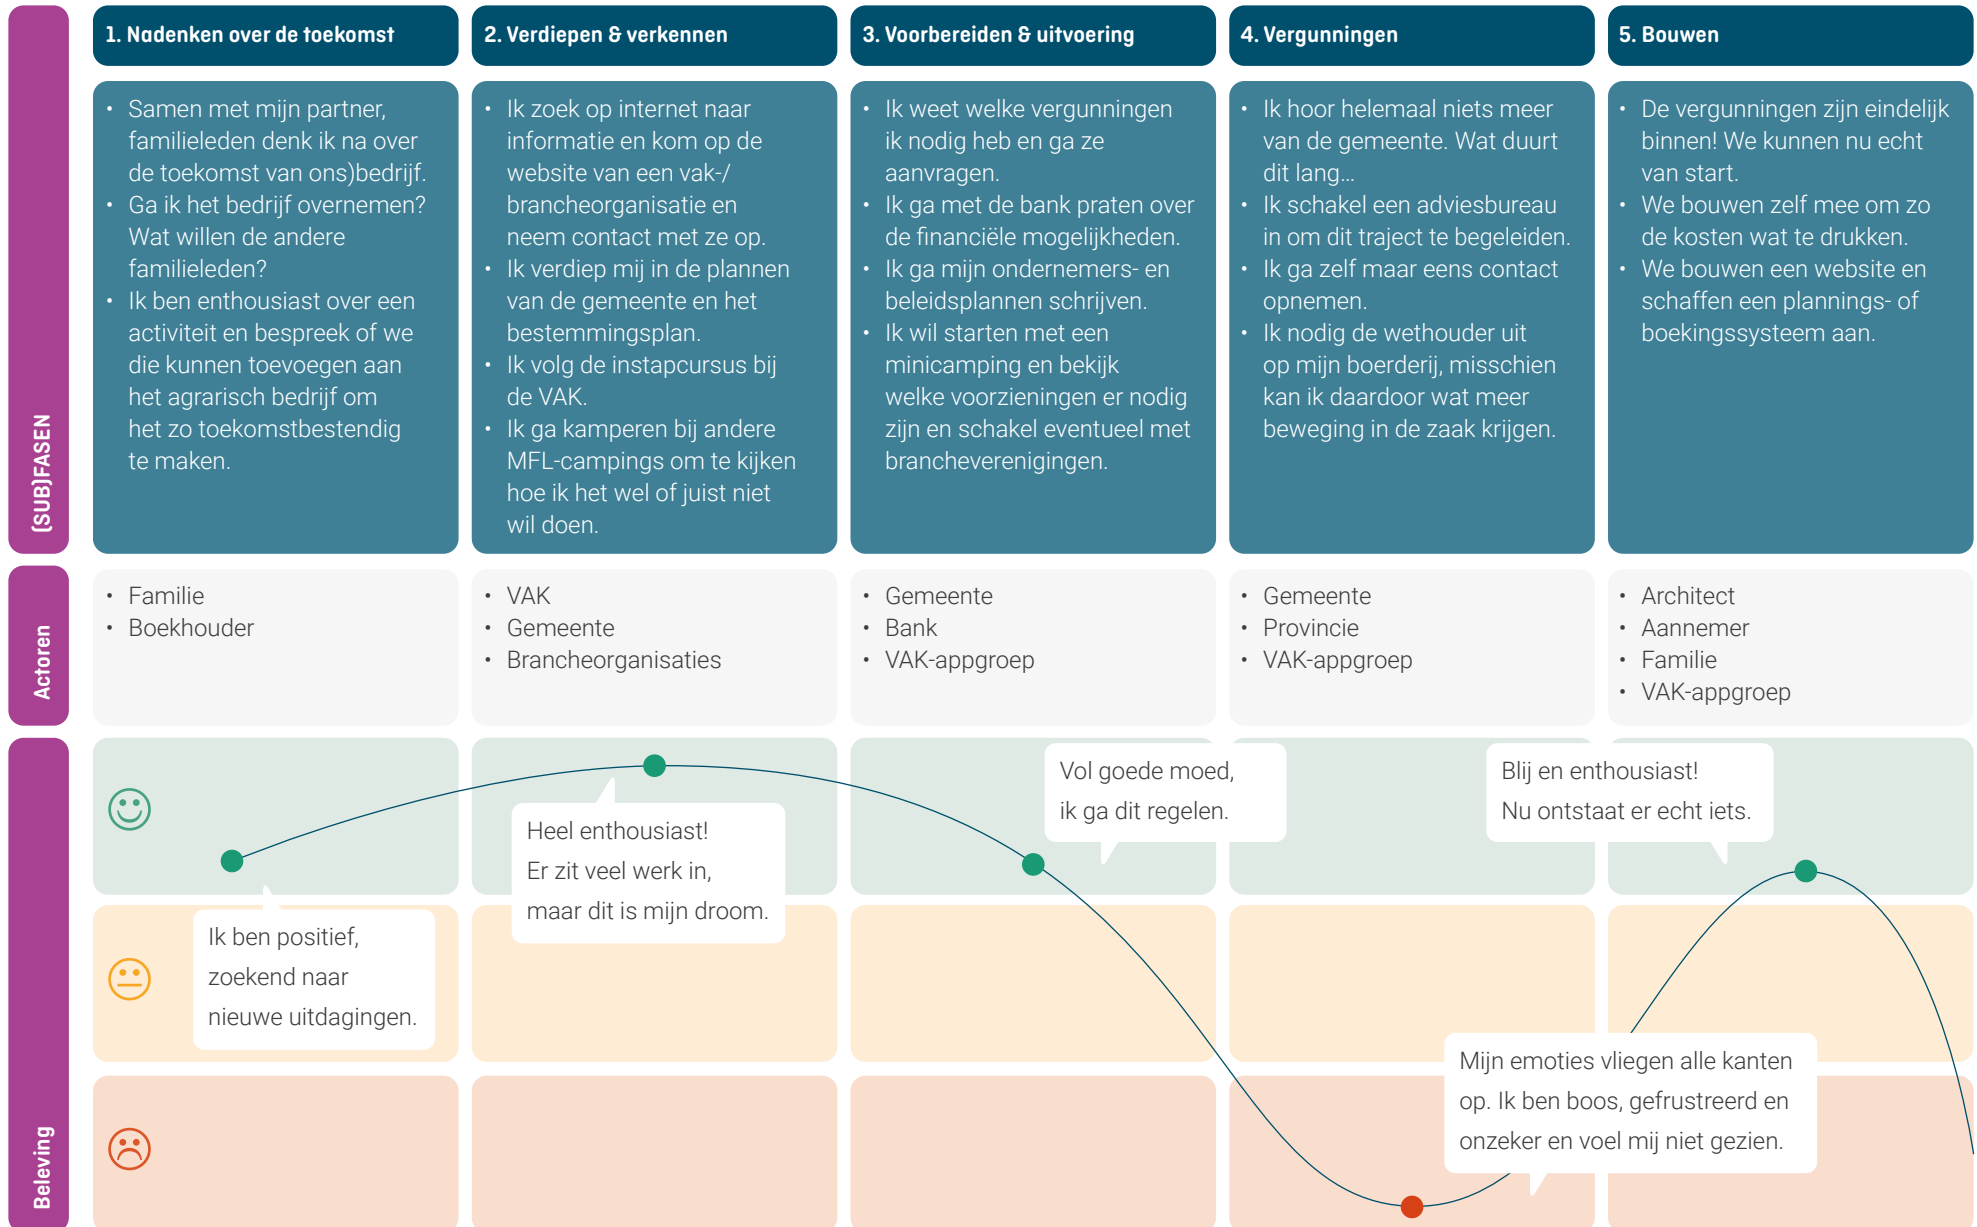 (SUB)FASEN
1. Nadenken over de toekomst
• Samen met mijn partner,
familieleden denk ik na over
de toekomst van ons)bedrijf.
• Ga ik het bedrijf overnemen?
Wat willen de andere
familieleden?
• Ik ben enthousiast over een
activiteit en bespreek of we
die kunnen toevoegen aan
het agrarisch bedrijf om
het zo toekomstbestendig
te maken.
2. Verdiepen & verkennen
• Ik zoek op internet naar
informatie en kom op de
website van een vak-/
brancheorganisatie en
neem contact met ze op.
• Ik verdiep mij in de plannen
van de gemeente en het
bestemmingsplan.
• Ik volg de instapcursus bij
de VAK.
• Ik ga kamperen bij andere
MFL-campings om te kijken
hoe ik het wel of juist niet
wil doen.
3. Voorbereiden & uitvoering
• Ik weet welke vergunningen
ik nodig heb en ga ze
aanvragen.
• Ik ga met de bank praten over
de financiële mogelijkheden.
• Ik ga mijn ondernemers- en
beleidsplannen schrijven.
• Ik wil starten met een
minicamping en bekijk
welke voorzieningen er nodig
zijn en schakel eventueel met
brancheverenigingen.
4. Vergunningen
• Ik hoor helemaal niets meer
van de gemeente. Wat duurt
dit lang...
• Ik schakel een adviesbureau
in om dit traject te begeleiden.
• Ik ga zelf maar eens contact
opnemen.
• Ik nodig de wethouder uit
op mijn boerderij, misschien
kan ik daardoor wat meer
beweging in de zaak krijgen.
5. Bouwen
• De vergunningen zijn eindelijk
binnen! We kunnen nu echt
van start.
• We bouwen zelf mee om zo
de kosten wat te drukken.
• We bouwen een website en
schaffen een plannings- of
boekingssysteem aan.
Actoren
• Familie
• Boekhouder
• VAK
• Gemeente
• Brancheorganisaties
• Gemeente
• Bank
• VAK-appgroep
• Gemeente
• Provincie
• VAK-appgroep
• Architect
• Aannemer
• Familie
• VAK-appgroep
Beleving
Ik ben positief,
zoekend naar
nieuwe uitdagingen.
Heel enthousiast!
Er zit veel werk in,
maar dit is mijn droom.
Vol goede moed,
ik ga dit regelen.
Mijn emoties vliegen alle kanten
op. Ik ben boos, gefrustreerd en
onzeker en voel mij niet gezien.
Blij en enthousiast!
Nu ontstaat er echt iets.